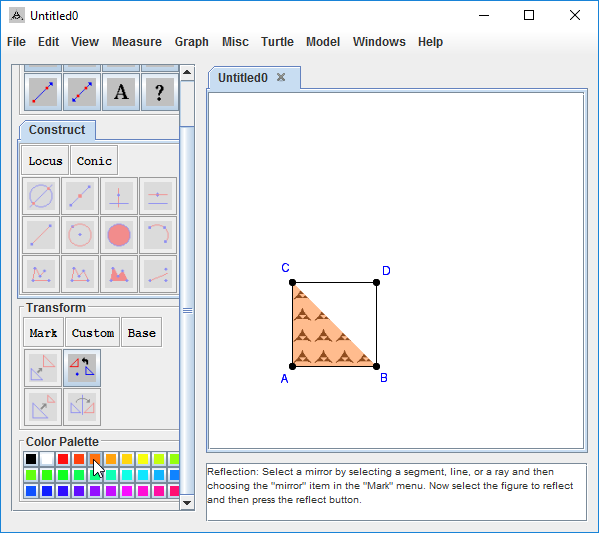 Untitled0
File Edit View Measure Graph Misc Turtle Model Windows Help
A ?
Construct
Locus Conic
Transform
Mark Custom Base
Color Palette
Untitled0
C D
A B
Reflection: Select a mirror by selecting a segment, line, or a ray and then
choosing the "mirror" item in the "Mark" menu. Now select the figure to reflect
and then press the reflect button.